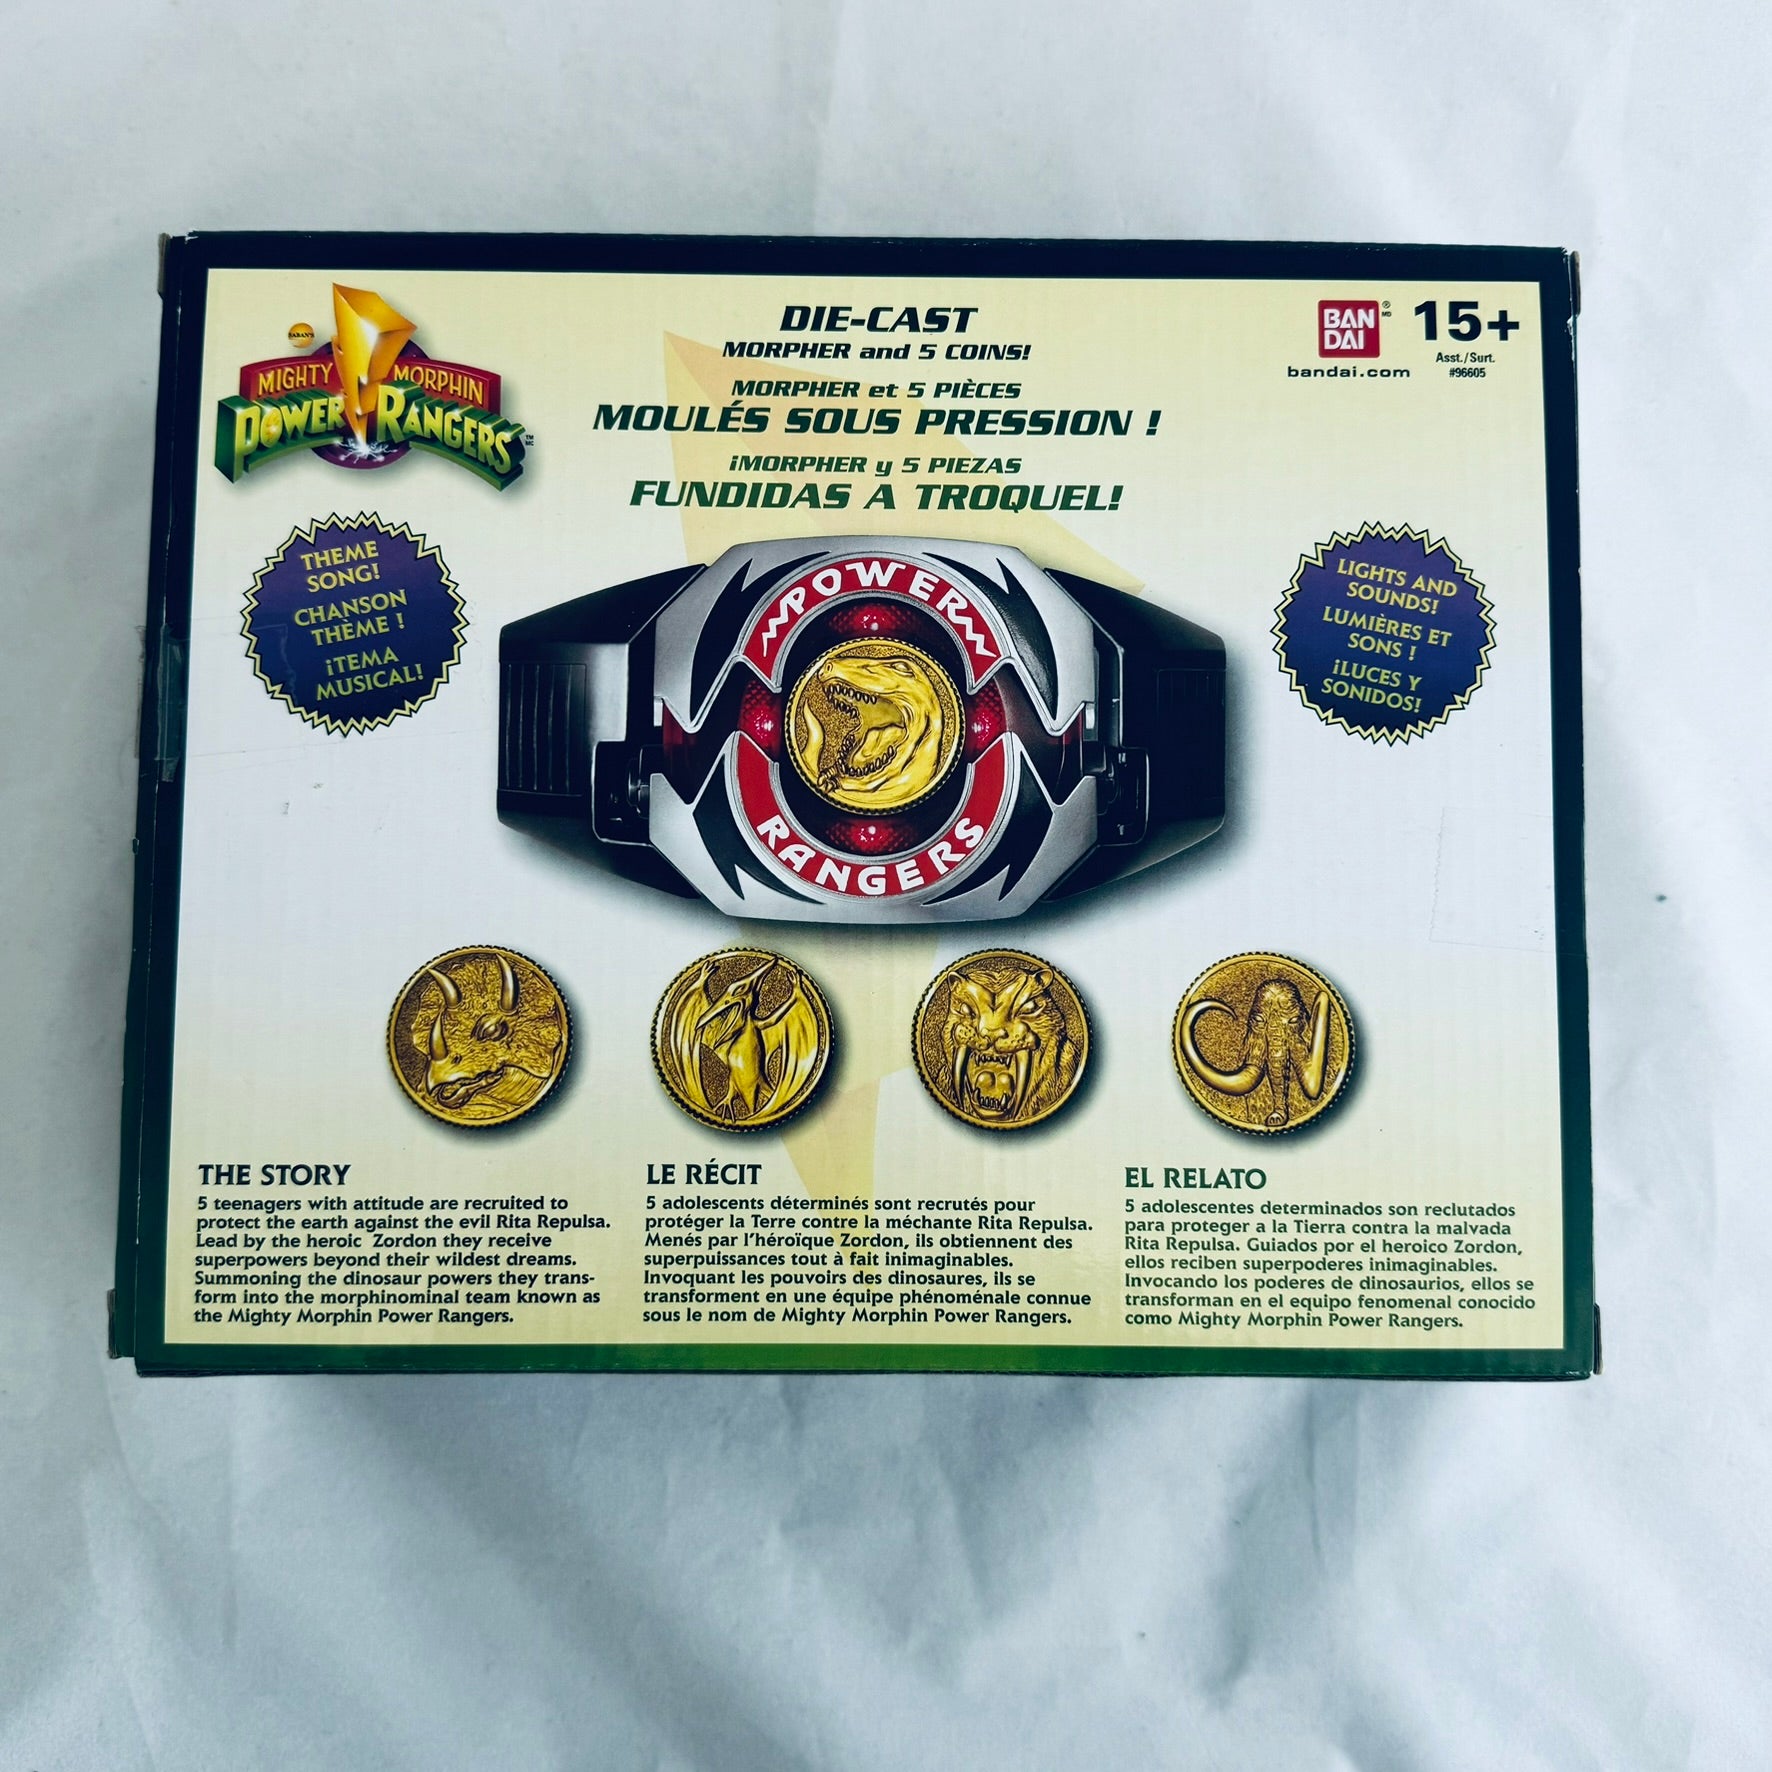 SABAN'S
MIGHTY MORPHIN
POWER RANGERS
TM
MC
DIE-CAST
MORPHER and 5 COINS!
MORPHER et 5 PIÈCES
MOULÉS SOUS PRESSION !
¡MORPHER y 5 PIEZAS
FUNDIDAS A TROQUEL!
BAN
DAI
®
MD
bandai.com
15+
Asst./Surt.
#96605
THEME
SONG!
CHANSON
THÈME !
¡TEMA
MUSICAL!
LIGHTS AND
SOUNDS!
LUMIÈRES ET
SONS !
¡LUCES Y
SONIDOS!
POWER
RANGERS
THE STORY
5 teenagers with attitude are recruited to
protect the earth against the evil Rita Repulsa.
Lead by the heroic Zordon they receive
superpowers beyond their wildest dreams.
Summoning the dinosaur powers they trans-
form into the morphinominal team known as
the Mighty Morphin Power Rangers.
LE RÉCIT
5 adolescents déterminés sont recrutés pour
protéger la Terre contre la méchante Rita Repulsa.
Menés par l'héroïque Zordon, ils obtiennent des
superpuissances tout à fait inimaginables.
Invoquant les pouvoirs des dinosaures, ils se
transforment en une équipe phénoménale connue
sous le nom de Mighty Morphin Power Rangers.
EL RELATO
5 adolescentes determinados son reclutados
para proteger a la Tierra contra la malvada
Rita Repulsa. Guiados por el heroico Zordon,
ellos reciben superpoderes inimaginables.
Invocando los poderes de dinosaurios, ellos se
transforman en el equipo fenomenal conocido
como Mighty Morphin Power Rangers.